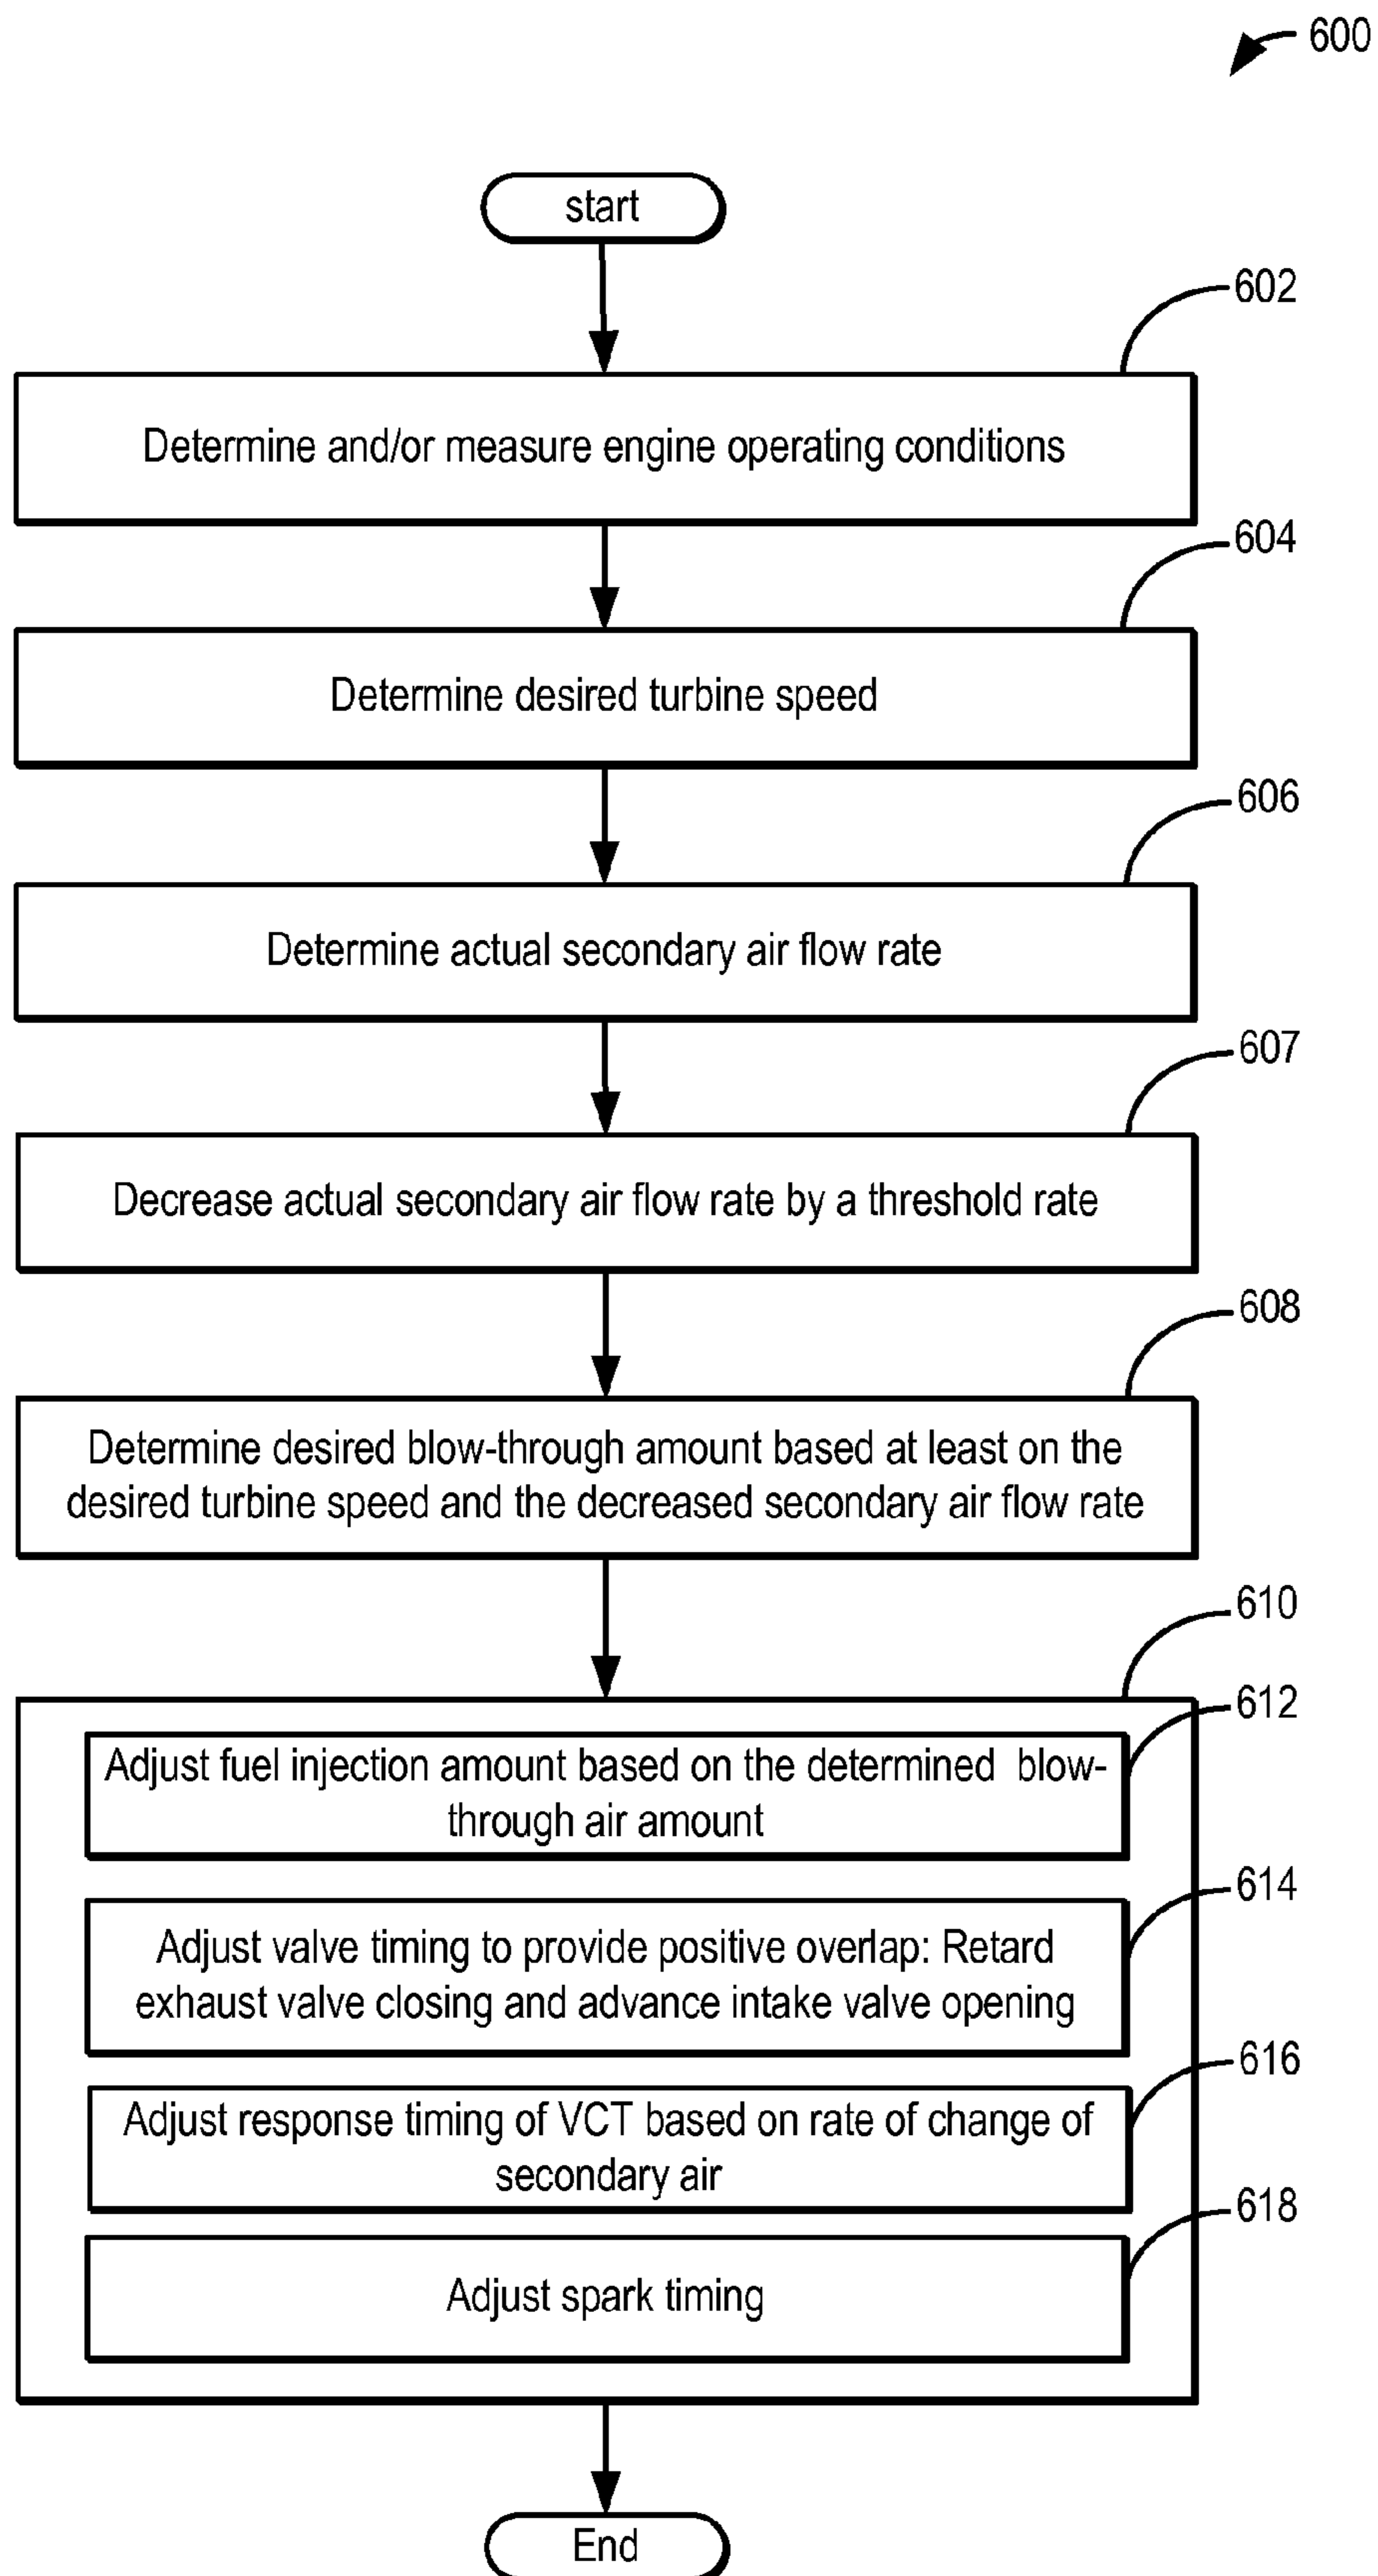 600
start
602
Determine and/or measure engine operating conditions
604
Determine desired turbine speed
606
Determine actual secondary air flow rate
607
Decrease actual secondary air flow rate by a threshold rate
608
Determine desired blow-through amount based at least on the
desired turbine speed and the decreased secondary air flow rate
610
612
Adjust fuel injection amount based on the determined blow-
through air amount
614
Adjust valve timing to provide positive overlap: Retard
exhaust valve closing and advance intake valve opening
616
Adjust response timing of VCT based on rate of change of
secondary air
618
Adjust spark timing
End